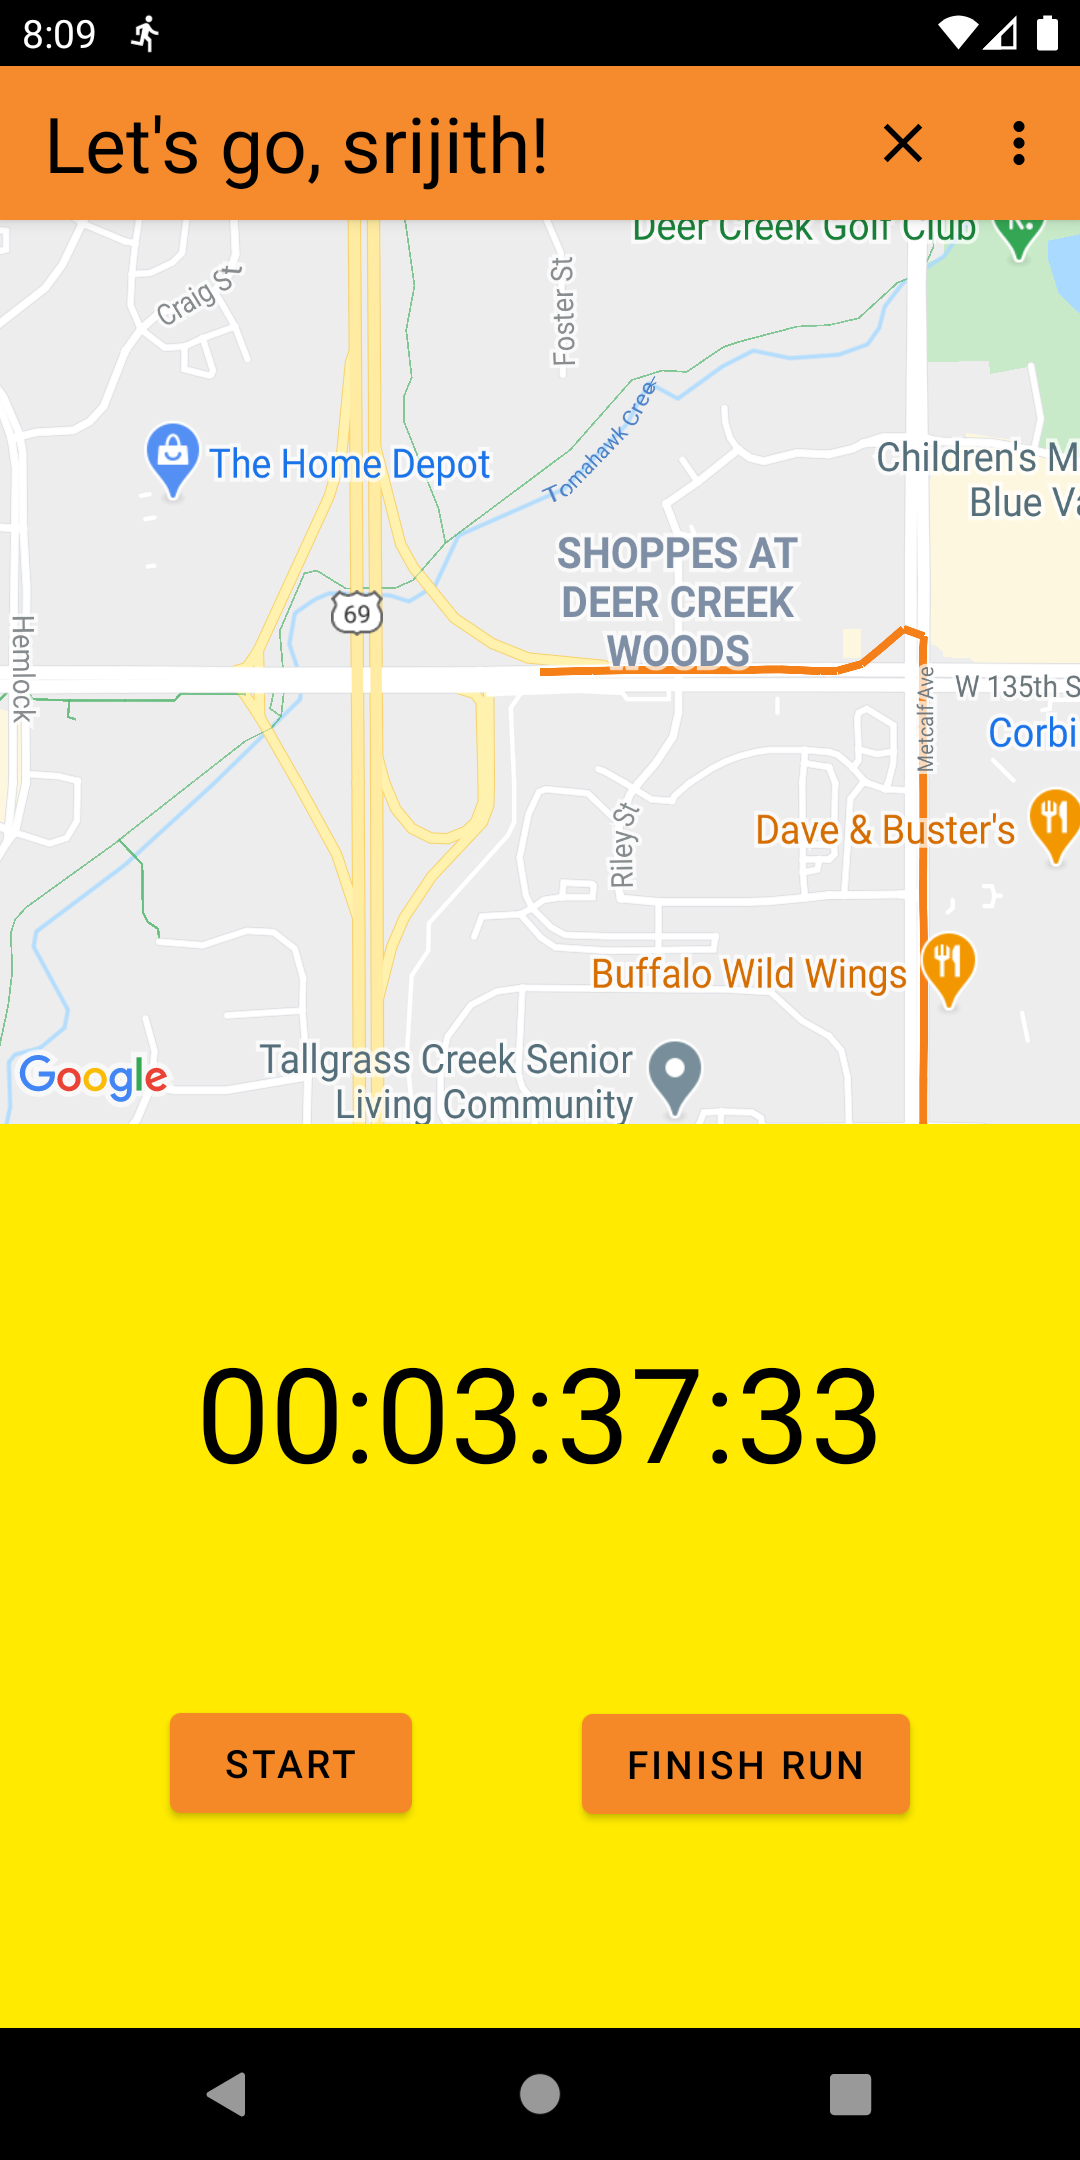 8:09
Let's go, srijith!
Deer Creek Golf Club
Craig St
Foster St
Tomahawk Cree
The Home Depot
Children's M
Blue Va
SHOPPES AT
DEER CREEK
WOODS
69
Hemlock
Metcalf Ave
W 135th S
Corbi
Dave & Buster's
Riley St
Buffalo Wild Wings
Tallgrass Creek Senior
Living Community
Google
00:03:37:33
START
FINISH RUN